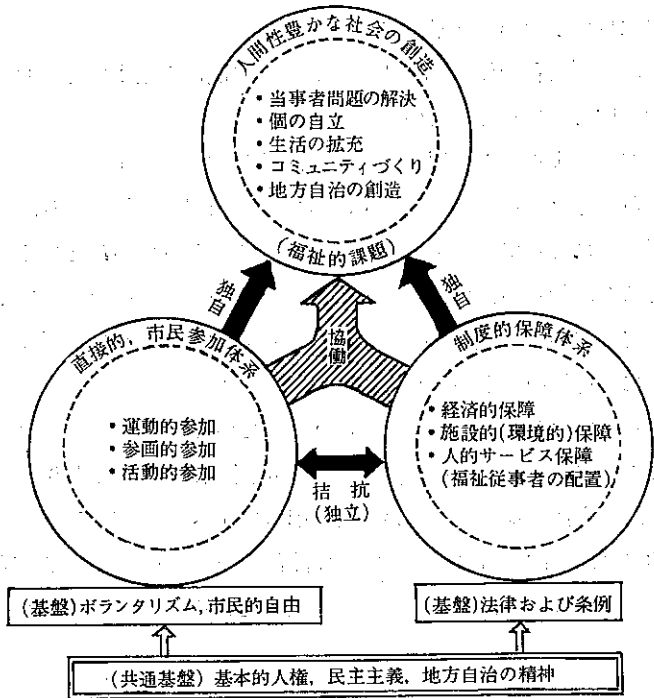 人間性豊かな社会の創造
• 当事者問題の解決
• 個の自立
• 生活の拡充
• コミュニティづくり
• 地方自治の創造
(福祉的課題)
独自
独自
協働
直接的,市民参加体系
• 運動的参加
• 参画的参加
• 活動的参加
制度的保障体系
• 経済的保障
• 施設的(環境的)保障
• 人的サービス保障
(福祉従事者の配置)
拮抗
(独立)
(基盤)ボランタリズム,市民的自由
(基盤)法律および条例
(共通基盤) 基本的人権,民主主義,地方自治の精神